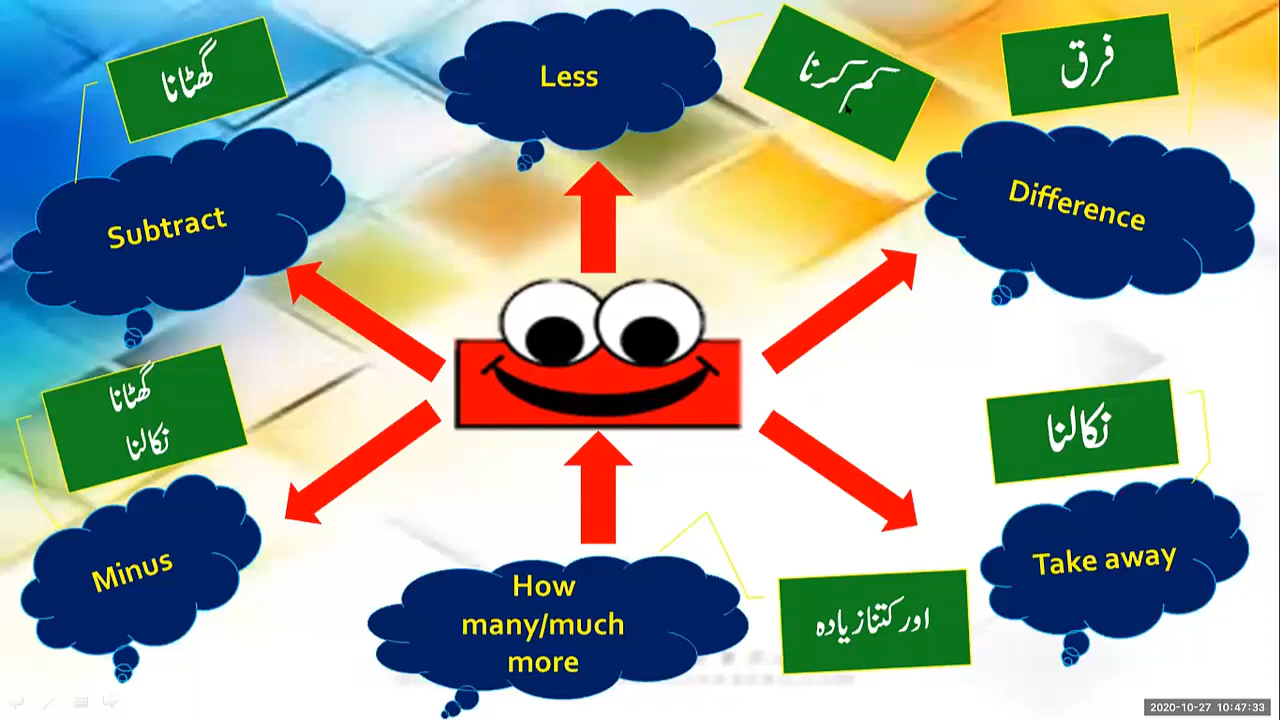 گھٹانا
Subtract
Less
کم کرنا
فرق
Difference
گھٹانا
نکالنا
Minus
How
many/much
more
اور کتنا زیادہ
نکالنا
Take away
2020-10-27 10:47:33